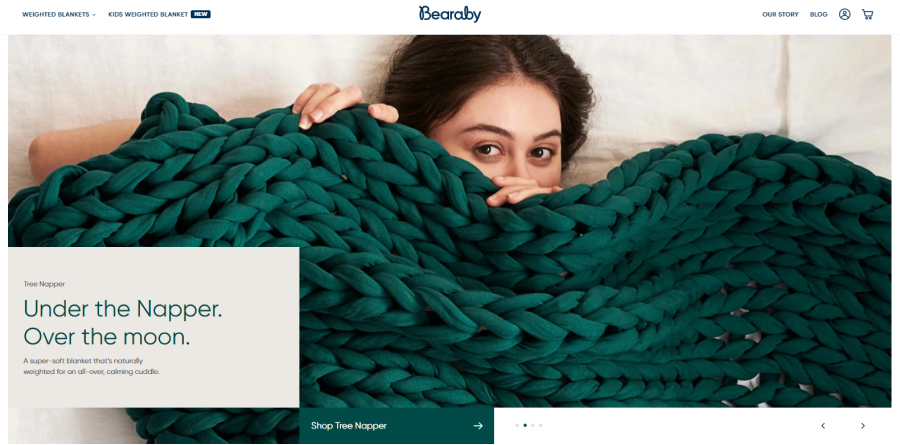 WEIGHTED BLANKETS
KIDS WEIGHTED BLANKET NEW
Bearaby
OUR STORY
BLOG
Tree Napper
Under the Napper.
Over the moon.
A super-soft blanket that's naturally
weighted for an all-over, calming cuddle.
Shop Tree Napper